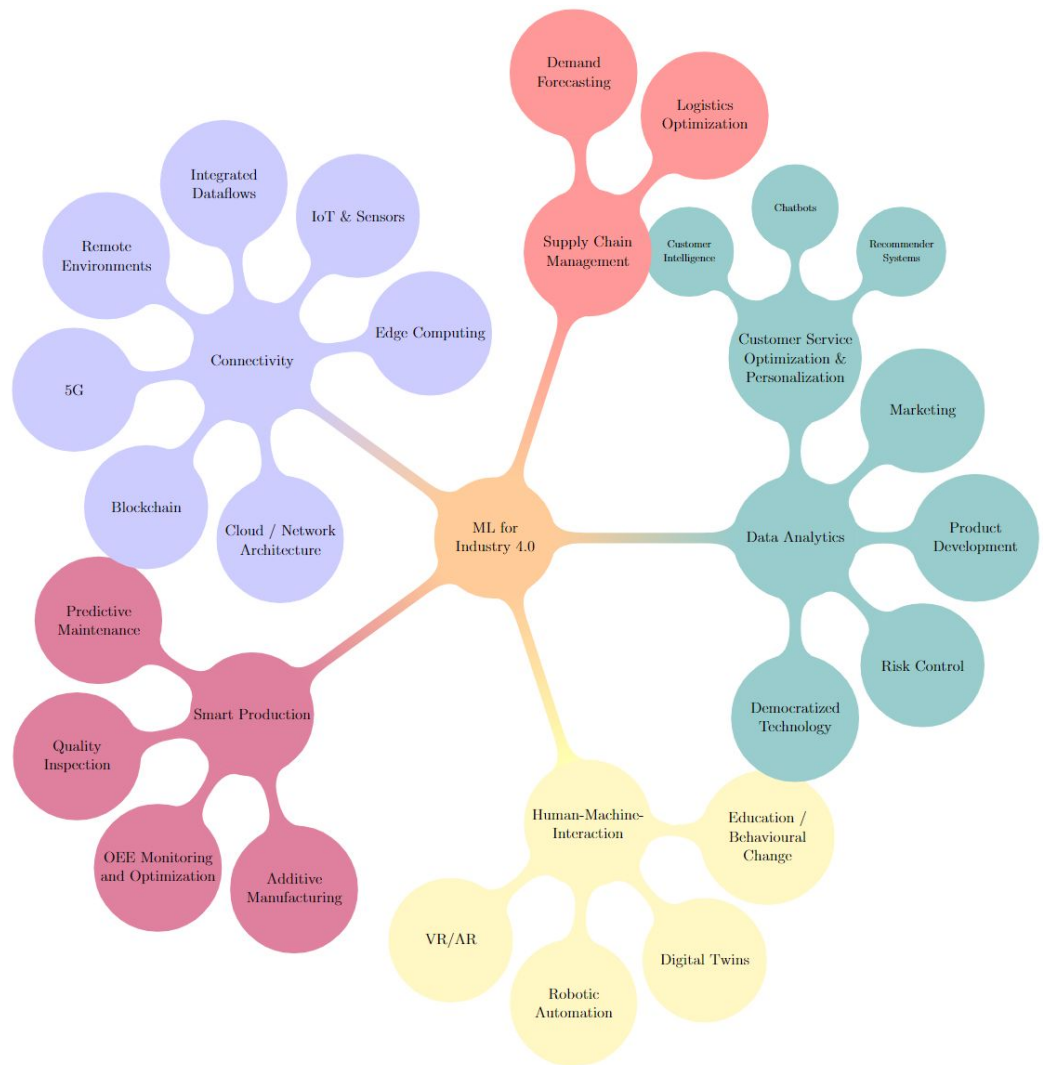 Demand
Forecasting
Logistics
Optimization
Supply Chain
Management
Integrated
Dataflows
IoT & Sensors
Remote
Environments
Edge Computing
Connectivity
5G
Blockchain
Cloud / Network
Architecture
Chatbots
Customer
Intelligence
Recommender
Systems
Customer Service
Optimization &
Personalization
Marketing
Data Analytics
Product
Development
Risk Control
Democratized
Technology
ML for
Industry 4.0
Predictive
Maintenance
Smart Production
Quality
Inspection
OEE Monitoring
and Optimization
Additive
Manufacturing
Human-Machine-
Interaction
Education /
Behavioural
Change
VR/AR
Robotic
Automation
Digital Twins